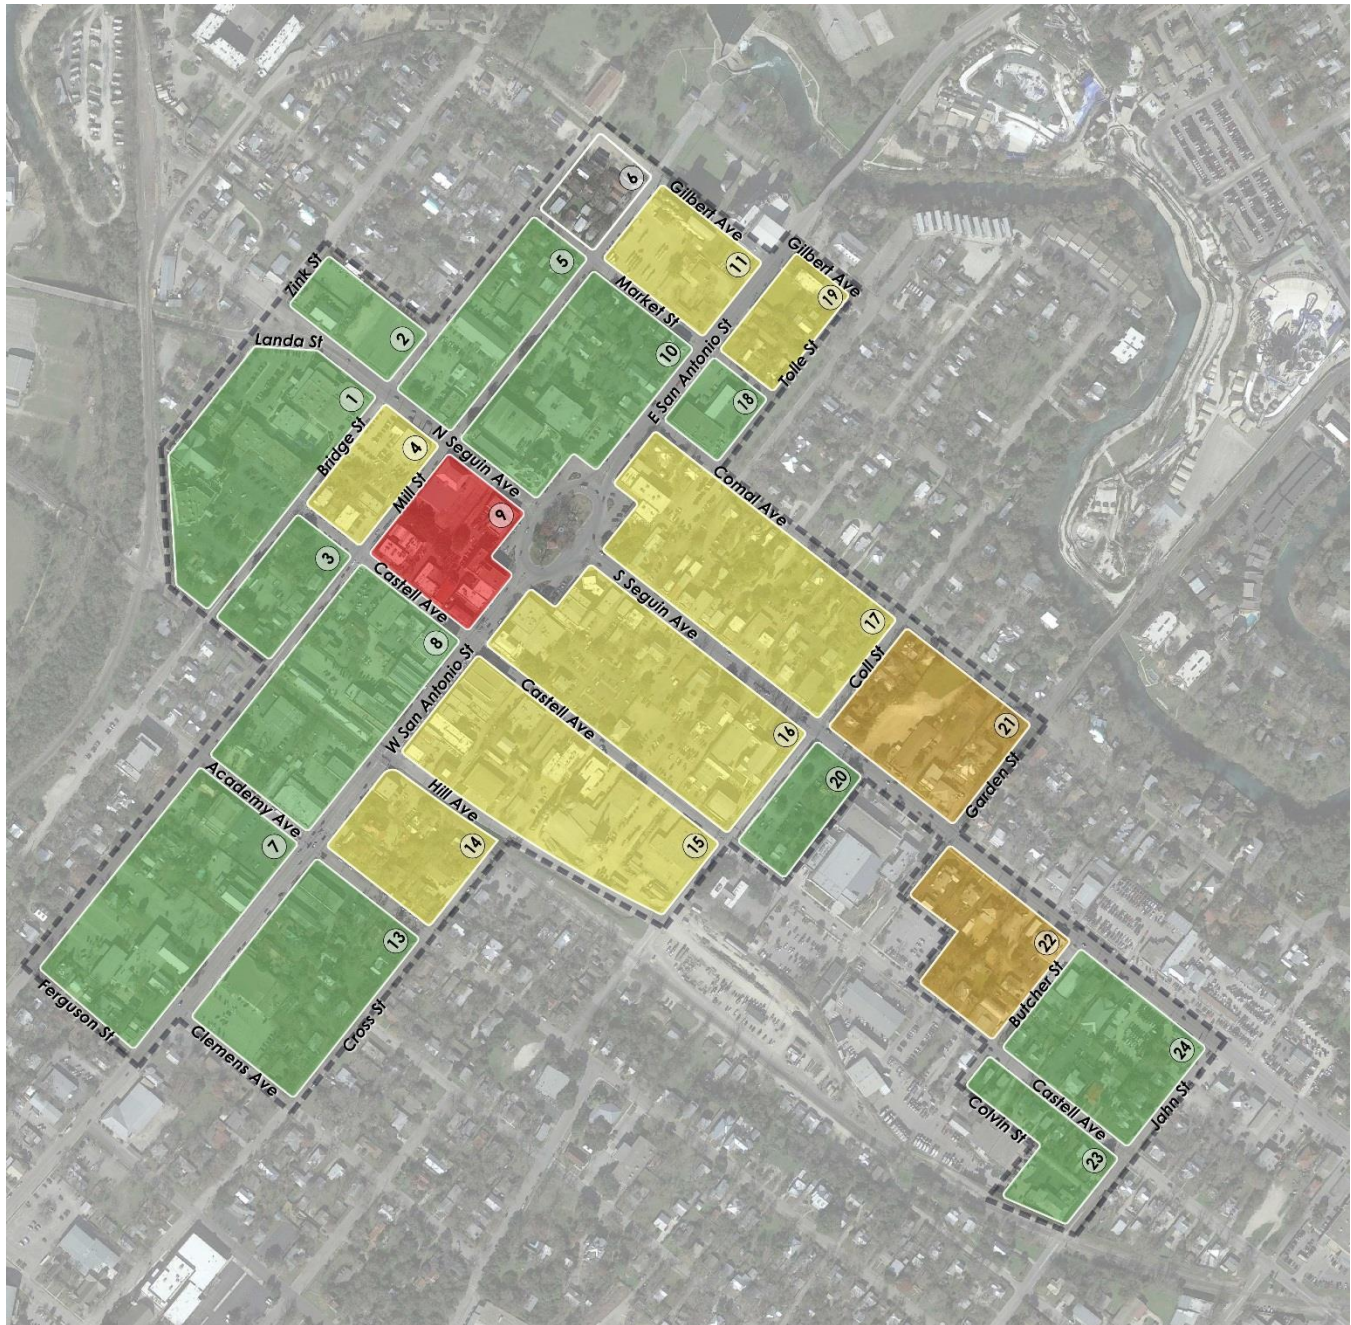 6
Gilbert Ave
11
Gilbert Ave
19
5
Zink St
Market St
Landa St
2
10
E San Antonio St
Tolle St
1
18
Bridge St
4
N Seguin Ave
Mill St
Comal Ave
9
3
Castell Ave
S Seguin Ave
8
17
W San Antonio St
Coll St
Castell Ave
16
21
Garden St
20
Academy Ave
Hill Ave
7
14
15
13
22
Butcher St
Ferguson St
Clemens Ave
Cross St
24
Castell Ave
Colvin St
Jahn St
23